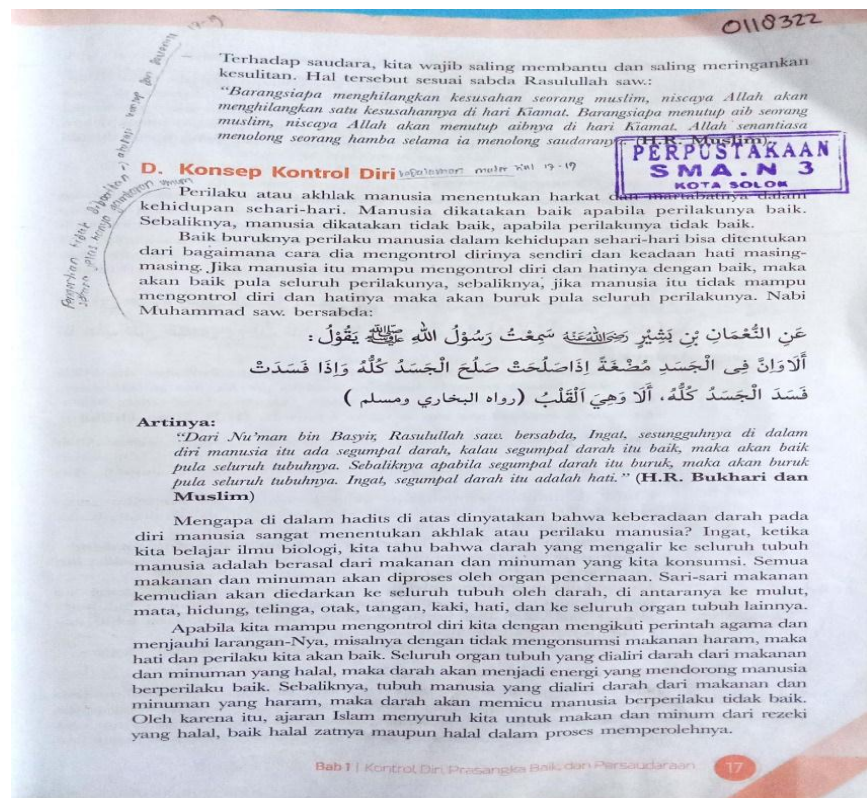 0118322
17-19
Terhadap saudara, kita wajib saling membantu dan saling meringankan
kesulitan. Hal tersebut sesuai sabda Rasulullah saw.:
“Barangsiapa menghilangkan kesusahan seorang muslim, niscaya Allah akan
menghilangkan satu kesusahannya di hari Kiamat. Barangsiapa menutup aib seorang
muslim, niscaya Allah akan menutup aibnya di hari Kiamat. Allah senantiasa
menolong seorang hamba selama ia menolong saudaranya.” (H.R. Muslim)
PERPUSTAKAAN
SMA.N 3
KOTA SOLOK
D. Konsep Kontrol Diri
17-19
Perilaku atau akhlak manusia menentukan harkat dan martabatnya dalam
kehidupan sehari-hari. Manusia dikatakan baik apabila perilakunya baik.
Sebaliknya, manusia dikatakan tidak baik, apabila perilakunya tidak baik.
Baik buruknya perilaku manusia dalam kehidupan sehari-hari bisa ditentukan
dari bagaimana cara dia mengontrol dirinya sendiri dan keadaan hati masing-
masing. Jika manusia itu mampu mengontrol diri dan hatinya dengan baik, maka
akan baik pula seluruh perilakunya, sebaliknya, jika manusia itu tidak mampu
mengontrol diri dan hatinya maka akan buruk pula seluruh perilakunya. Nabi
Muhammad saw. bersabda:
عَنِ النُّعْمَانِ بْنِ بَشِيْرٍ رَضِيَ اللهُ عَنْهُ سَمِعْتُ رَسُوْلَ اللهِ ﷺ يَقُوْلُ :
أَلَا وَاِنَّ فِى الْجَسَدِ مُضْغَةً اِذَا صَلُحَتْ صَلُحَ الْجَسَدُ كُلُّهُ وَاِذَا فَسَدَتْ
فَسَدَ الْجَسَدُ كُلُّهُ، أَلَا وَهِيَ اَلْقَلْبُ (رواه البخاري ومسلم )
Artinya:
“Dari Nu’man bin Basyir, Rasulullah saw. bersabda, Ingat, sesungguhnya di dalam
diri manusia itu ada segumpal darah, kalau segumpal darah itu baik, maka akan baik
pula seluruh tubuhnya. Sebaliknya apabila segumpal darah itu buruk, maka akan buruk
pula seluruh tubuhnya. Ingat, segumpal darah itu adalah hati.” (H.R. Bukhari dan
Muslim)
Mengapa di dalam hadits di atas dinyatakan bahwa keberadaan darah pada
diri manusia sangat menentukan akhlak atau perilaku manusia? Ingat, ketika
kita belajar ilmu biologi, kita tahu bahwa darah yang mengalir ke seluruh tubuh
manusia adalah berasal dari makanan dan minuman yang kita konsumsi. Semua
makanan dan minuman akan diproses oleh organ pencernaan. Sari-sari makanan
kemudian akan diedarkan ke seluruh tubuh oleh darah, di antaranya ke mulut,
mata, hidung, telinga, otak, tangan, kaki, hati, dan ke seluruh organ tubuh lainnya.
Apabila kita mampu mengontrol diri kita dengan mengikuti perintah agama dan
menjauhi larangan-Nya, misalnya dengan tidak mengonsumsi makanan haram, maka
hati dan perilaku kita akan baik. Seluruh organ tubuh yang dialiri darah dari makanan
dan minuman yang halal, maka darah akan menjadi energi yang mendorong manusia
berperilaku baik. Sebaliknya, tubuh manusia yang dialiri darah dari makanan dan
minuman yang haram, maka darah akan memicu manusia berperilaku tidak baik.
Oleh karena itu, ajaran Islam menyuruh kita untuk makan dan minum dari rezeki
yang halal, baik halal zatnya maupun halal dalam proses memperolehnya.
Bab 1 | Kontrol Diri, Prasangka Baik, dan Persaudaraan 17